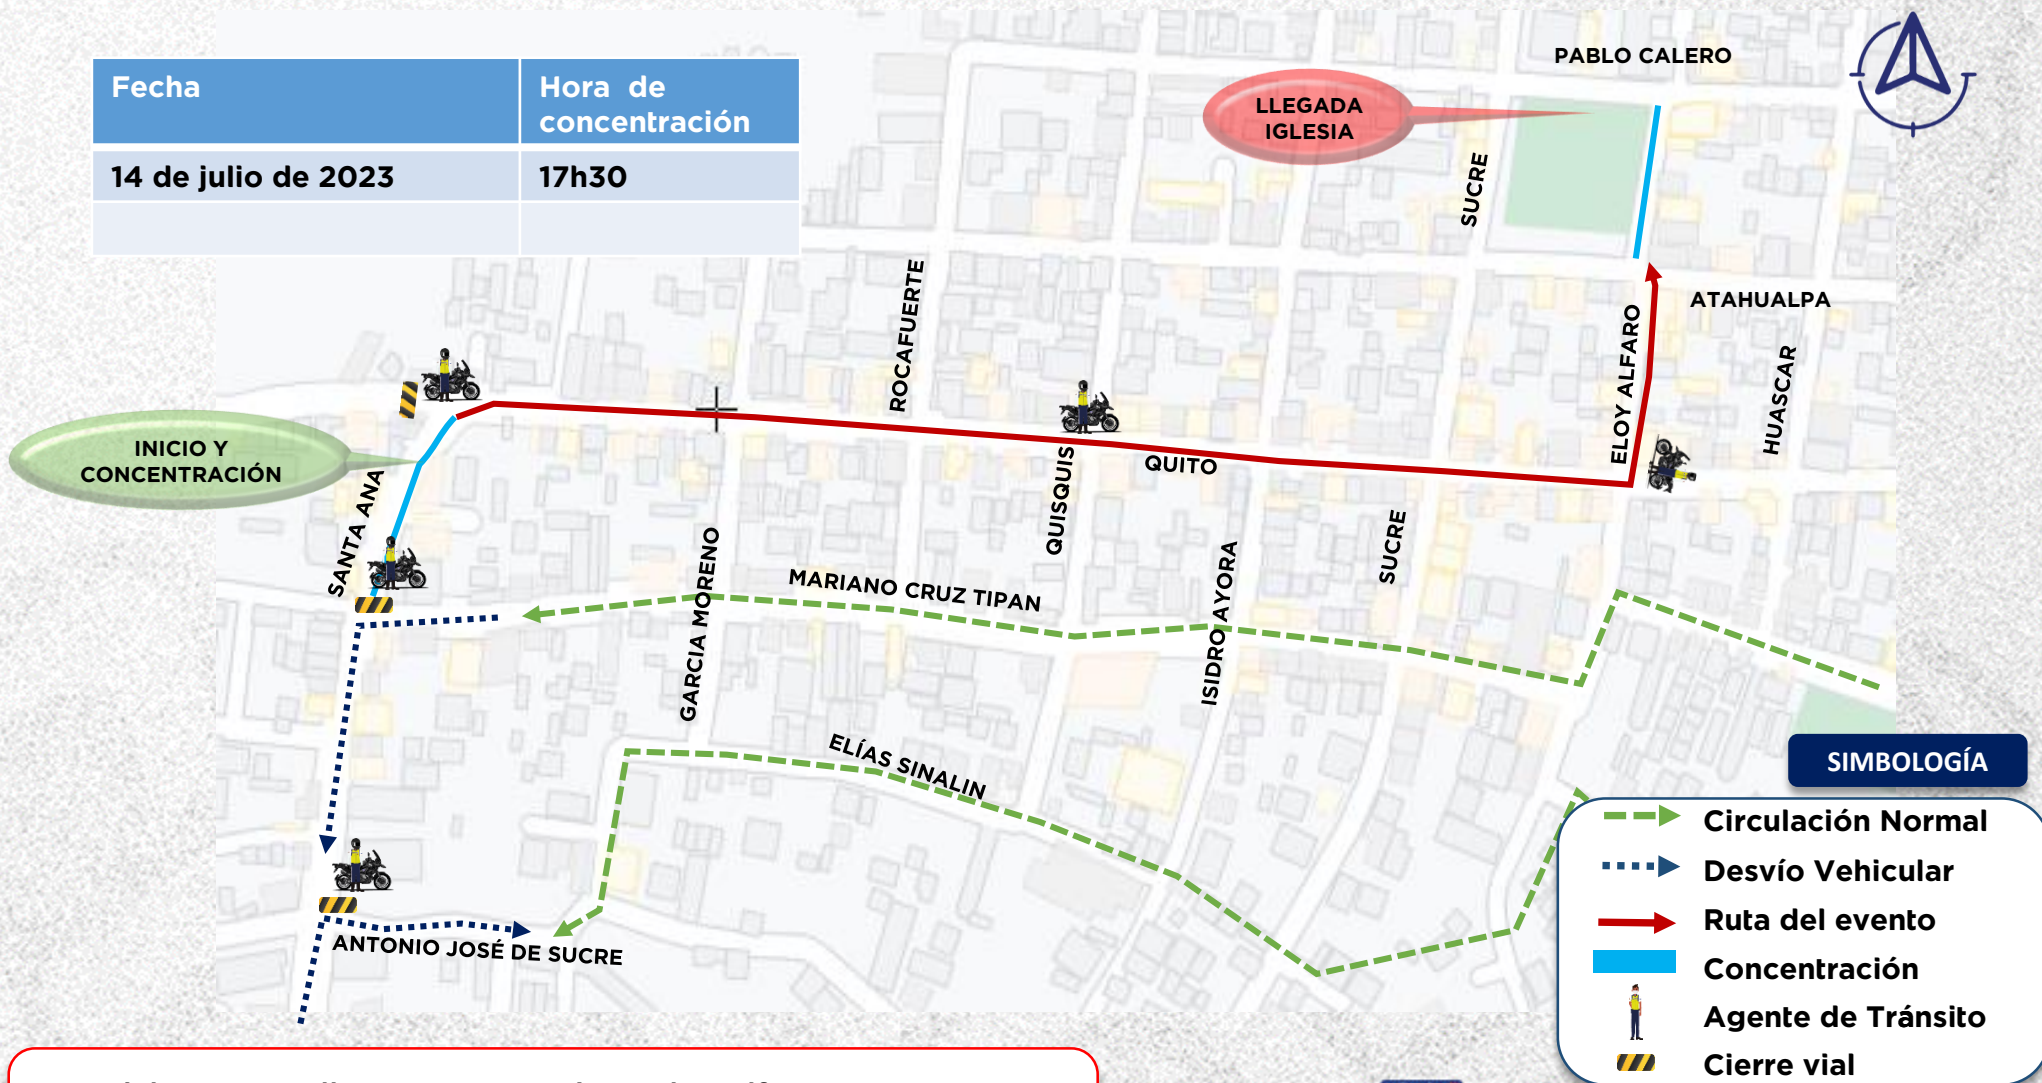 Fecha
Hora de
concentración
14 de julio de 2023
17h30
PABLO CALERO
LLEGADA
IGLESIA
SUCRE
ATAHUALPA
ROCAFUERTE
ELOY ALFARO
HUASCAR
INICIO Y
CONCENTRACIÓN
SANTA ANA
QUITO
QUISQUIS
SUCRE
GARCIA MORENO
MARIANO CRUZ TIPAN
ISIDRO AYORA
ELÍAS SINALIN
ANTONIO JOSÉ DE SUCRE
SIMBOLOGÍA
Circulación Normal
Desvío Vehicular
Ruta del evento
Concentración
Agente de Tránsito
Cierre vial